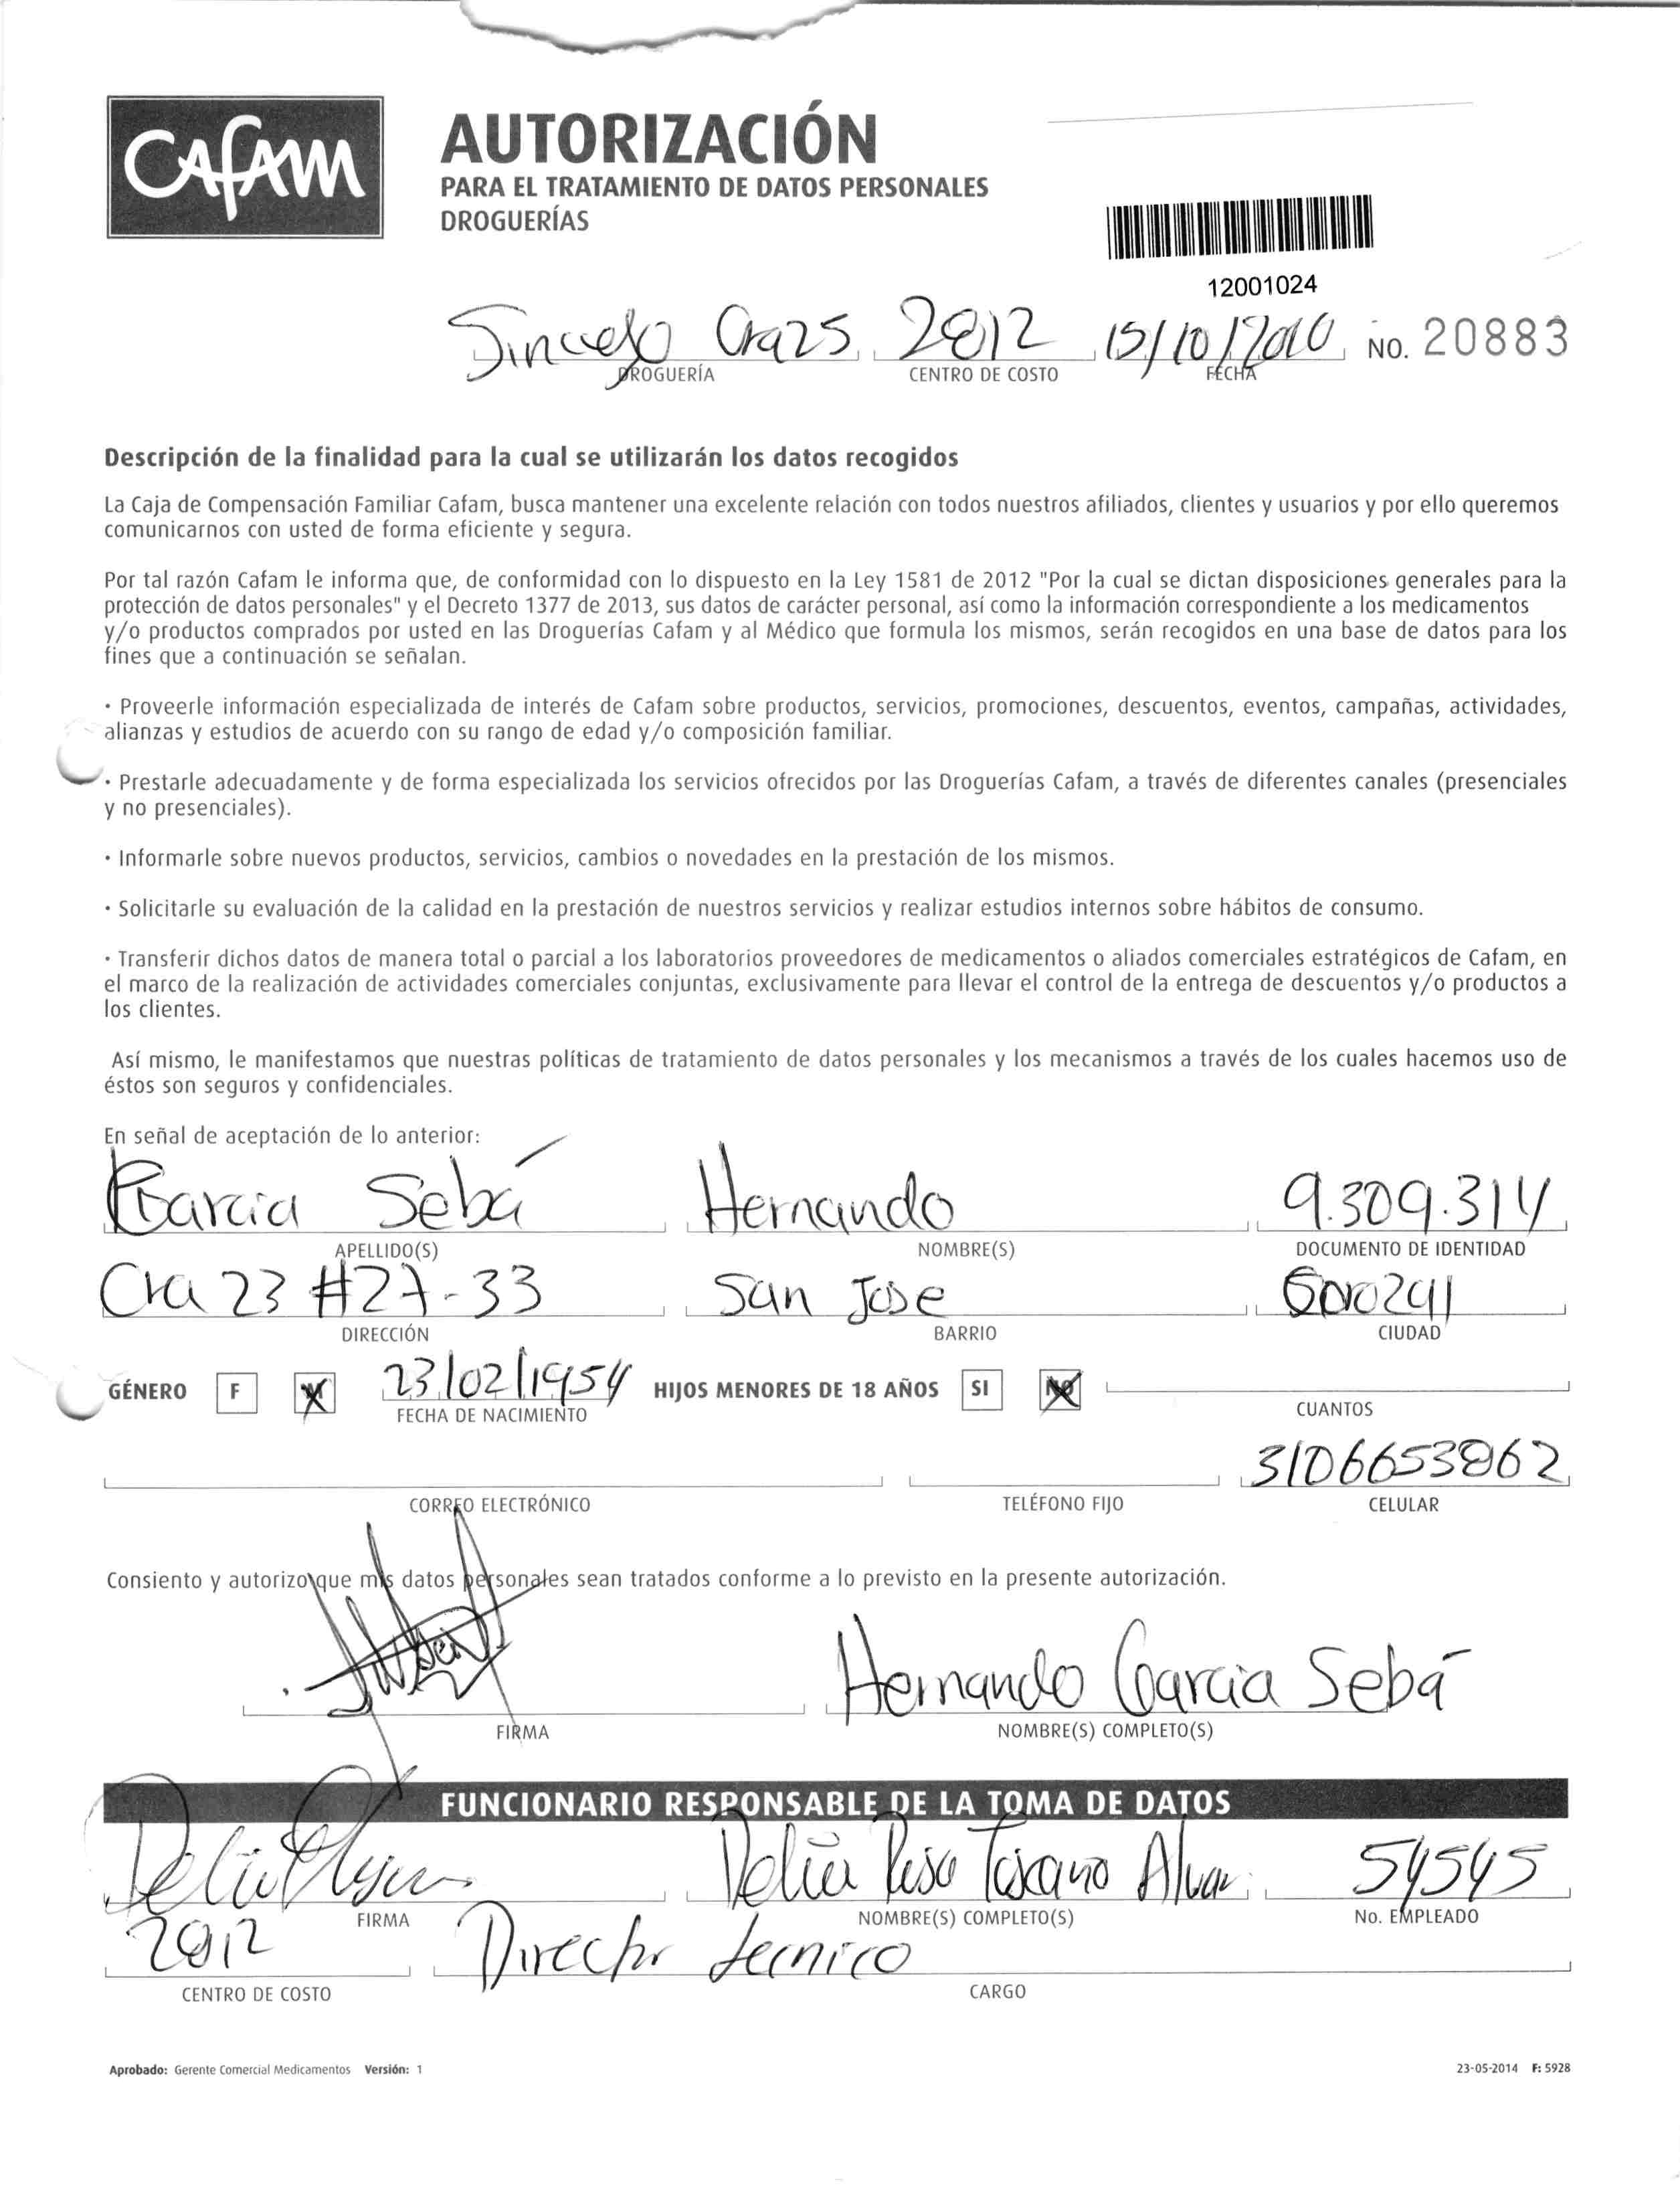 CAFAM
AUTORIZACIÓN
PARA EL TRATAMIENTO DE DATOS PERSONALES
DROGUERÍAS
12001024
Cra25 15/10/ No. 20883
DROGUERÍA CENTRO DE COSTO FECHA
Descripción de la finalidad para la cual se utilizarán los datos recogidos
La Caja de Compensación Familiar Cafam, busca mantener una excelente relación con todos nuestros afiliados, clientes y usuarios y por ello queremos
comunicarnos con usted de forma eficiente y segura.
Por tal razón Cafam le informa que, de conformidad con lo dispuesto en la Ley 1581 de 2012 "Por la cual se dictan disposiciones generales para la
protección de datos personales" y el Decreto 1377 de 2013, sus datos de carácter personal, así como la información correspondiente a los medicamentos
y/o productos comprados por usted en las Droguerías Cafam y al Médico que formula los mismos, serán recogidos en una base de datos para los
fines que a continuación se señalan.
· Proveerle información especializada de interés de Cafam sobre productos, servicios, promociones, descuentos, eventos, campañas, actividades,
alianzas y estudios de acuerdo con su rango de edad y/o composición familiar.
· Prestarle adecuadamente y de forma especializada los servicios ofrecidos por las Droguerías Cafam, a través de diferentes canales (presenciales
y no presenciales).
· Informarle sobre nuevos productos, servicios, cambios o novedades en la prestación de los mismos.
· Solicitarle su evaluación de la calidad en la prestación de nuestros servicios y realizar estudios internos sobre hábitos de consumo.
· Transferir dichos datos de manera total o parcial a los laboratorios proveedores de medicamentos o aliados comerciales estratégicos de Cafam, en
el marco de la realización de actividades comerciales conjuntas, exclusivamente para llevar el control de la entrega de descuentos y/o productos a
los clientes.
Así mismo, le manifestamos que nuestras políticas de tratamiento de datos personales y los mecanismos a través de los cuales hacemos uso de
éstos son seguros y confidenciales.
En señal de aceptación de lo anterior:
Garcia Sebá Hernando 9.309.314
APELLIDO(S) NOMBRE(S) DOCUMENTO DE IDENTIDAD
Cra 23 #27-33 San Jose Corozal
DIRECCIÓN BARRIO CIUDAD
GÉNERO F M 23/02/1954 HIJOS MENORES DE 18 AÑOS SI NO
FECHA DE NACIMIENTO CUANTOS
3106653862
CORREO ELECTRÓNICO TELÉFONO FIJO CELULAR
Consiento y autorizo que mis datos personales sean tratados conforme a lo previsto en la presente autorización.
Hernando Garcia Sebá
FIRMA NOMBRE(S) COMPLETO(S)
FUNCIONARIO RESPONSABLE DE LA TOMA DE DATOS
Delia Rosa Toscano 54545
FIRMA NOMBRE(S) COMPLETO(S) No. EMPLEADO
Director tecnico
CENTRO DE COSTO CARGO
Aprobado: Gerente Comercial Medicamentos Versión: 1 23-05-2014 F: 5928